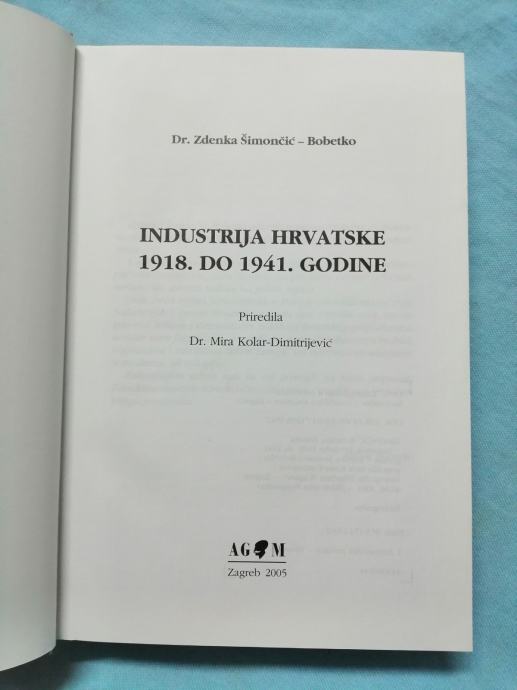 Dr. Zdenka Šimončić – Bobetko
INDUSTRIJA HRVATSKE
1918. DO 1941. GODINE
Priredila
Dr. Mira Kolar-Dimitrijević
AGM
Zagreb 2005